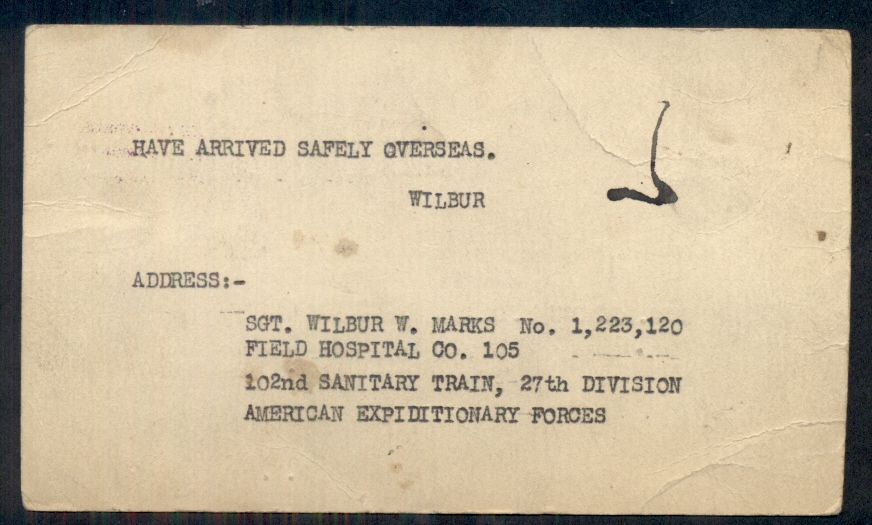 HAVE ARRIVED SAFELY OVERSEAS.
WILBUR
ADDRESS:-
SGT. WILBUR W. MARKS No. 1,223,120
FIELD HOSPITAL CO. 105
102nd SANITARY TRAIN, 27th DIVISION
AMERICAN EXPIDITIONARY FORCES